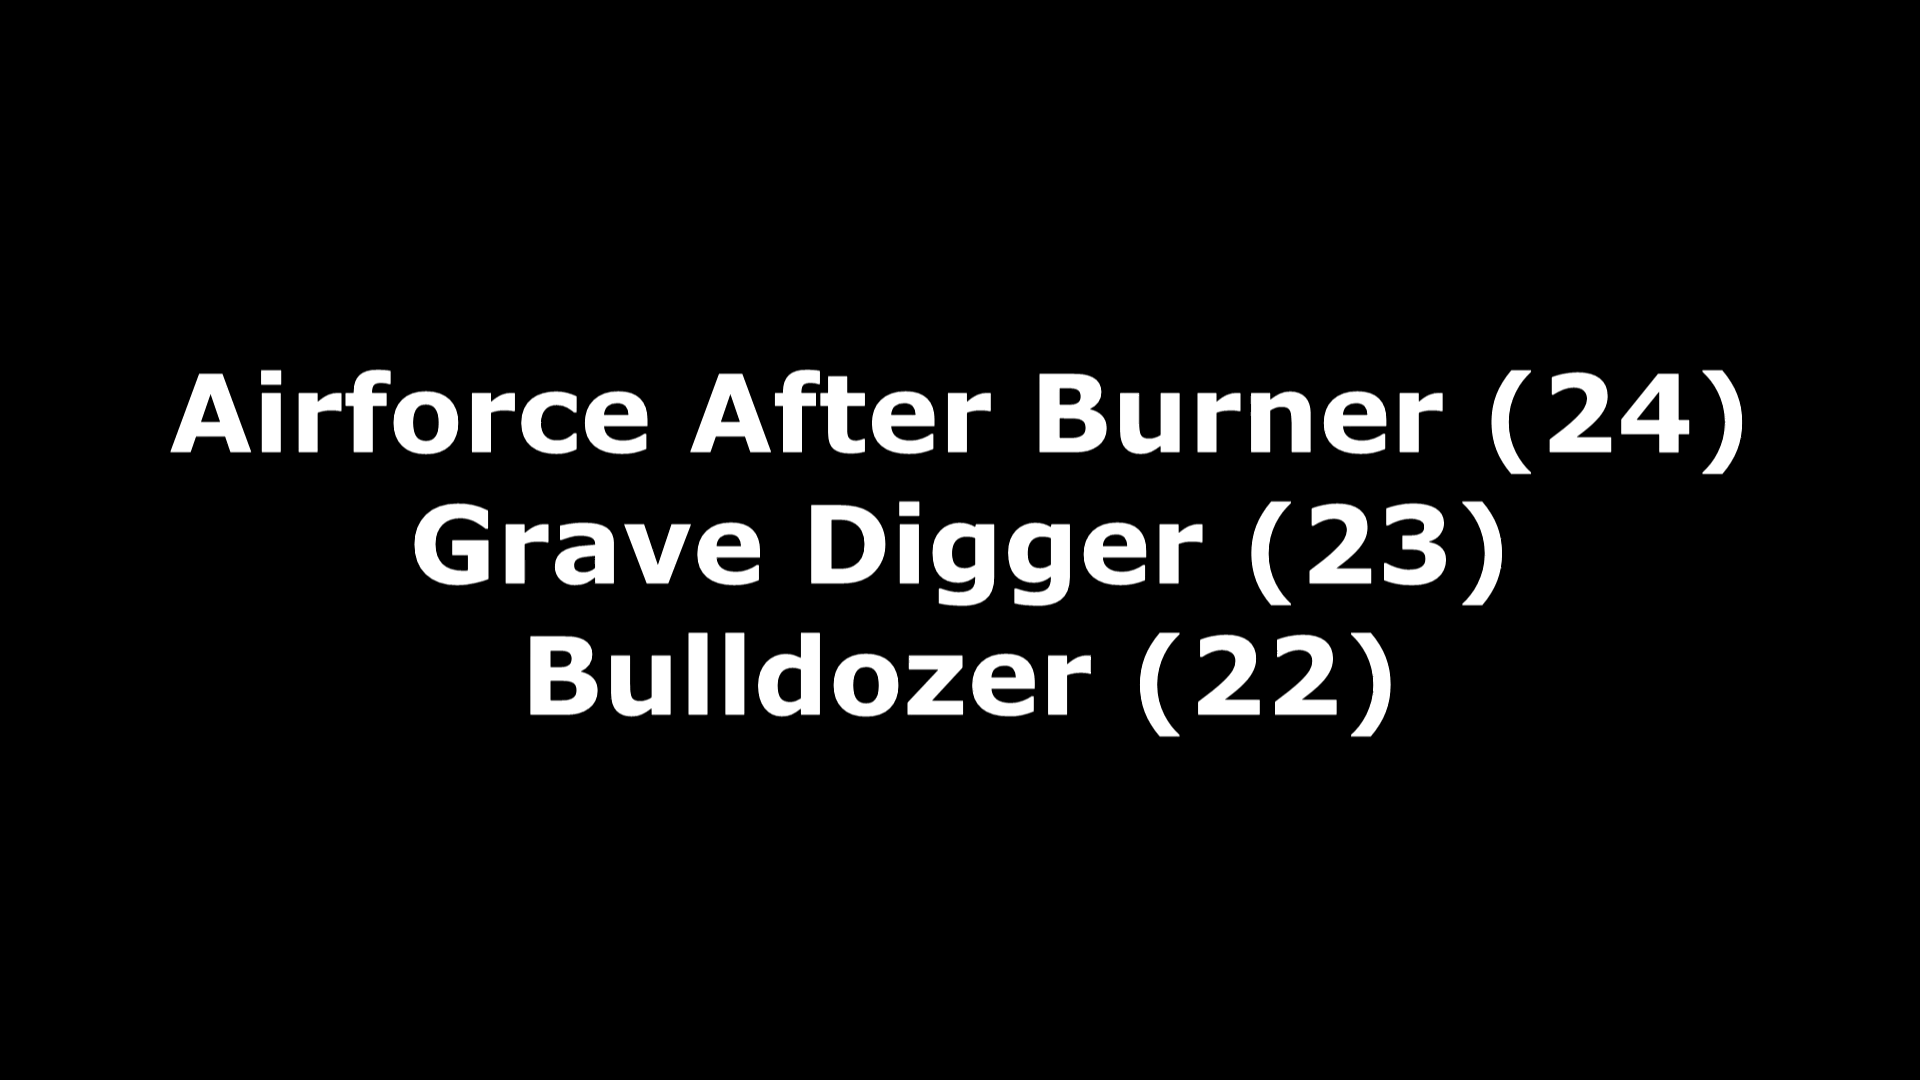 Airforce After Burner (24)
Grave Digger (23)
Bulldozer (22)